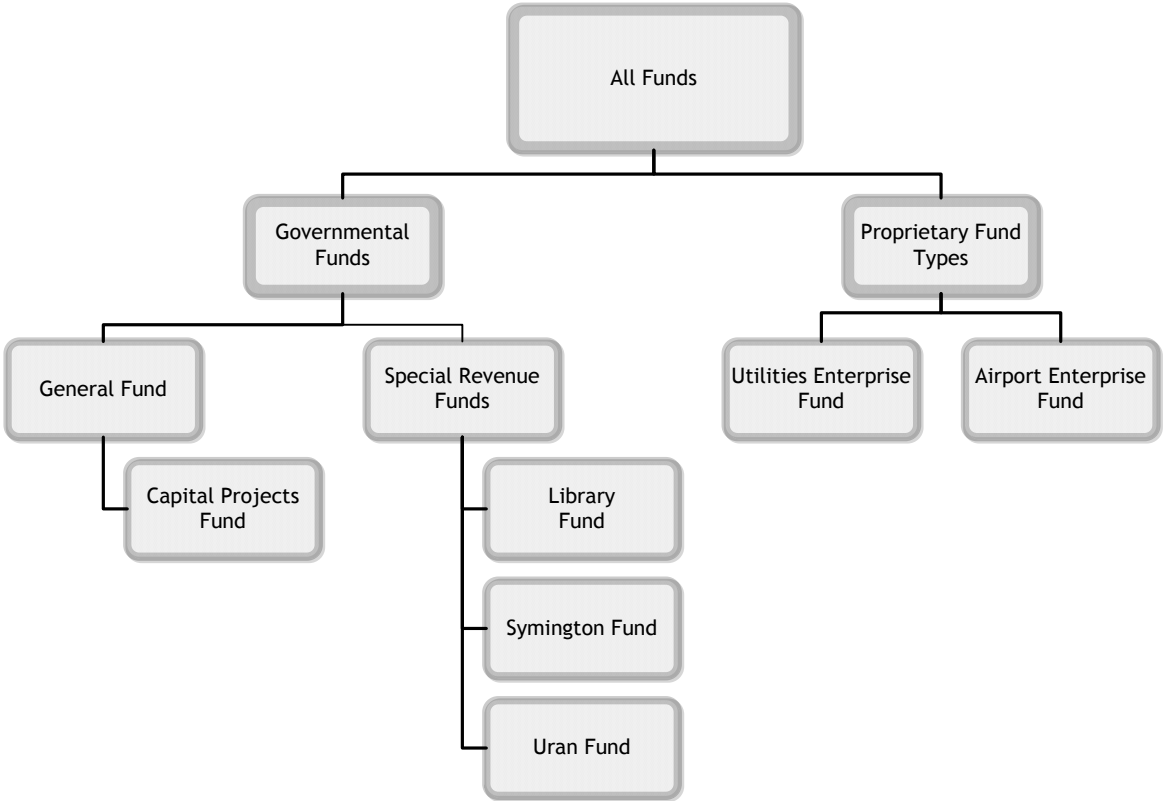 All Funds
Governmental
Funds
Proprietary Fund
Types
General Fund
Special Revenue
Funds
Utilities Enterprise
Fund
Airport Enterprise
Fund
Capital Projects
Fund
Library
Fund
Symington Fund
Uran Fund